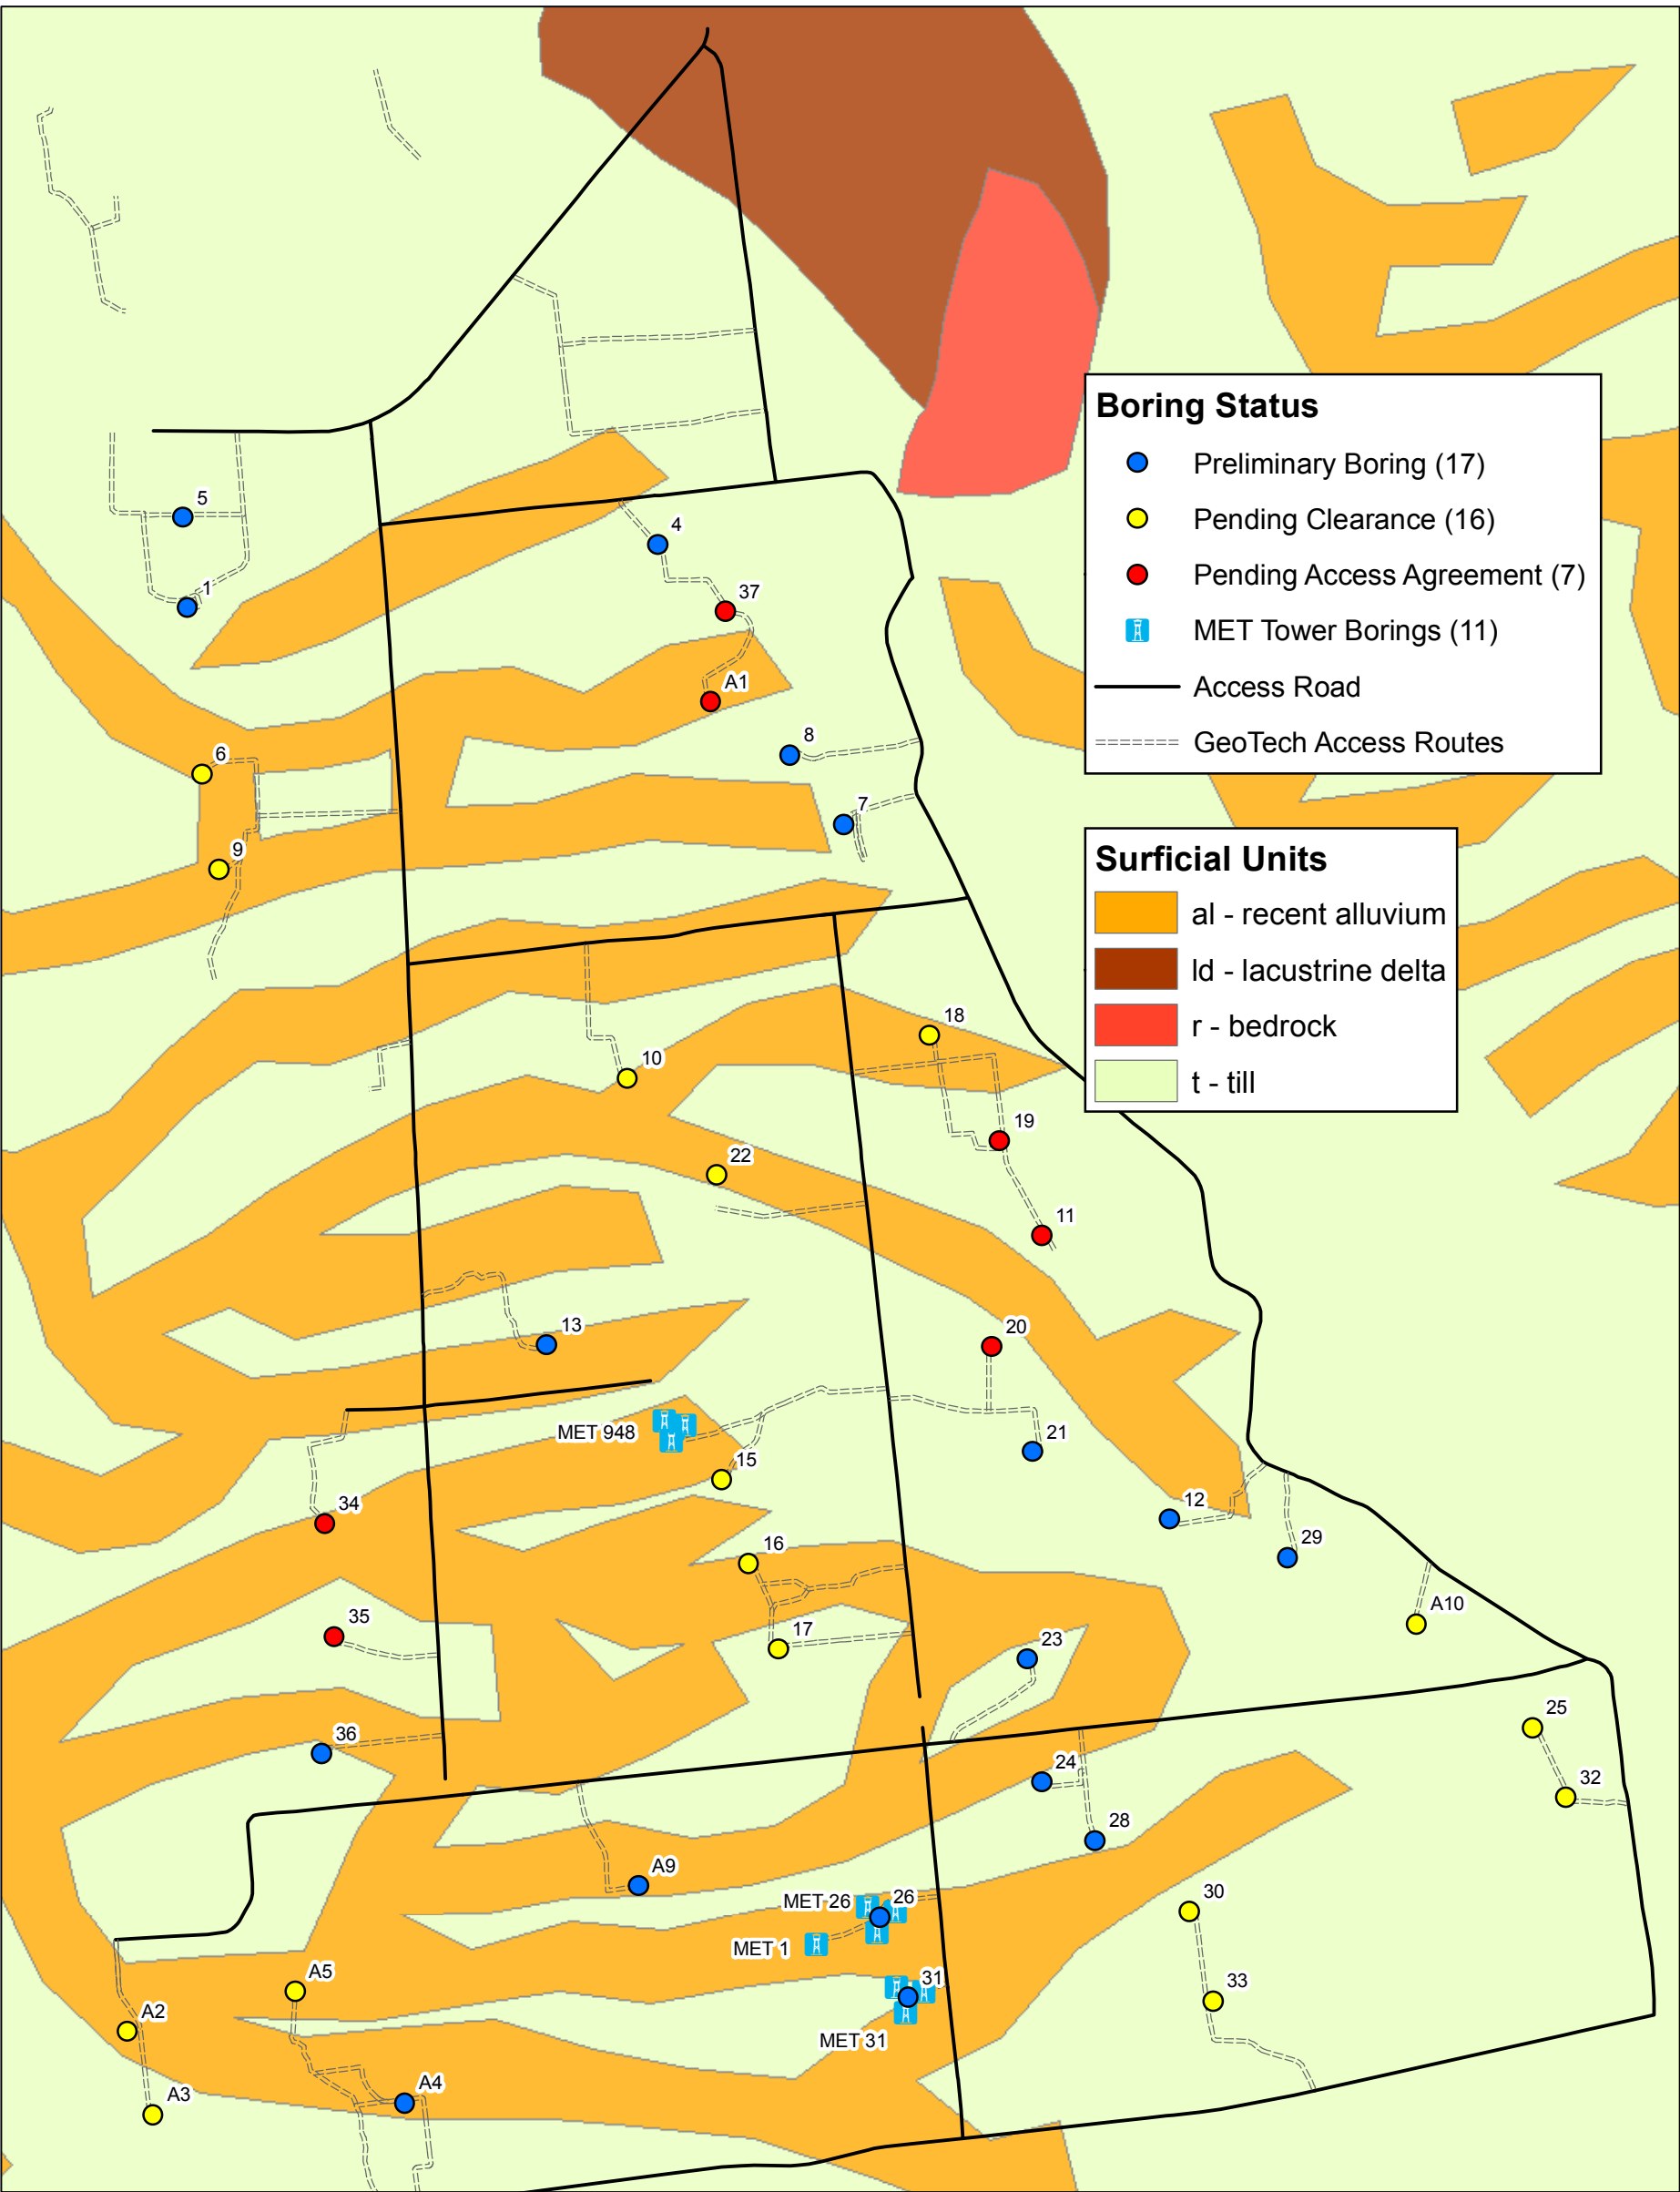 Boring Status
Preliminary Boring (17)
Pending Clearance (16)
Pending Access Agreement (7)
MET Tower Borings (11)
Access Road
GeoTech Access Routes
Surficial Units
al - recent alluvium
ld - lacustrine delta
r - bedrock
t - till
5
4
1
37
A1
8
6
7
9
18
10
19
22
11
13
20
MET 948
21
15
34
12
29
16
A10
35
17
23
25
36
24
32
28
A9
30
MET 26
26
MET 1
A5
31
33
A2
MET 31
A4
A3